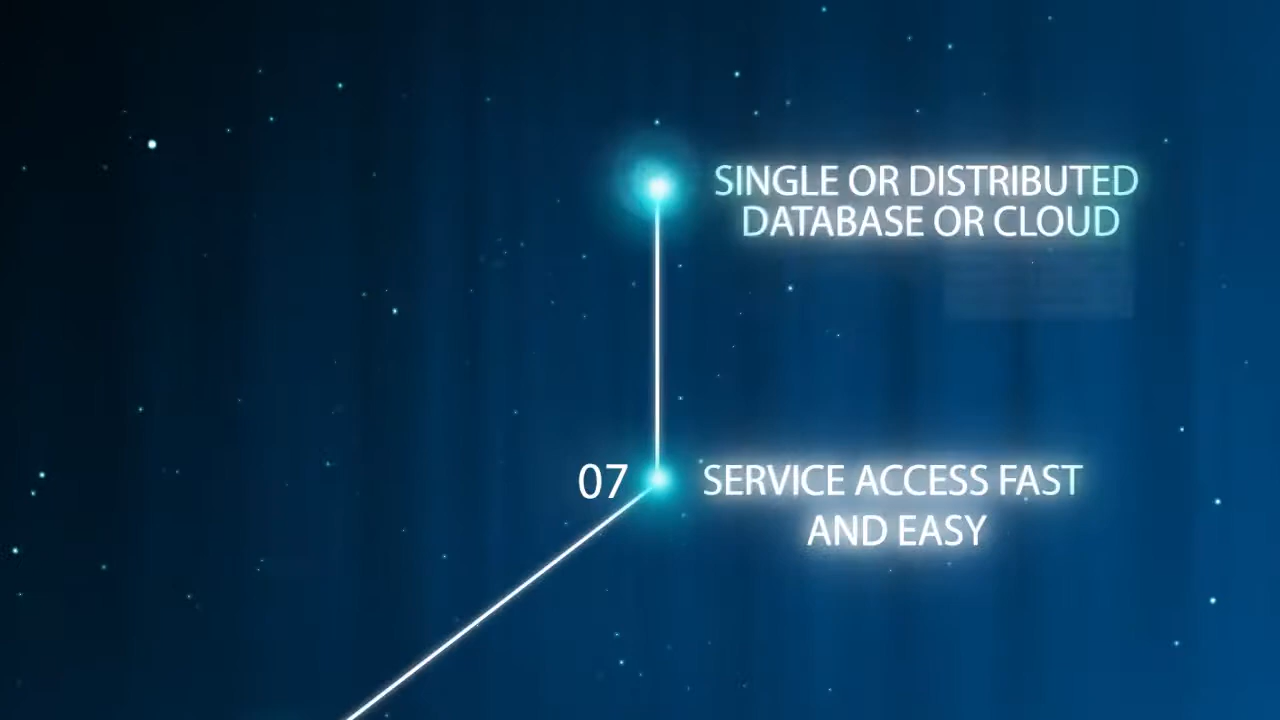 SINGLE OR DISTRIBUTED
DATABASE OR CLOUD
07
SERVICE ACCESS FAST
AND EASY